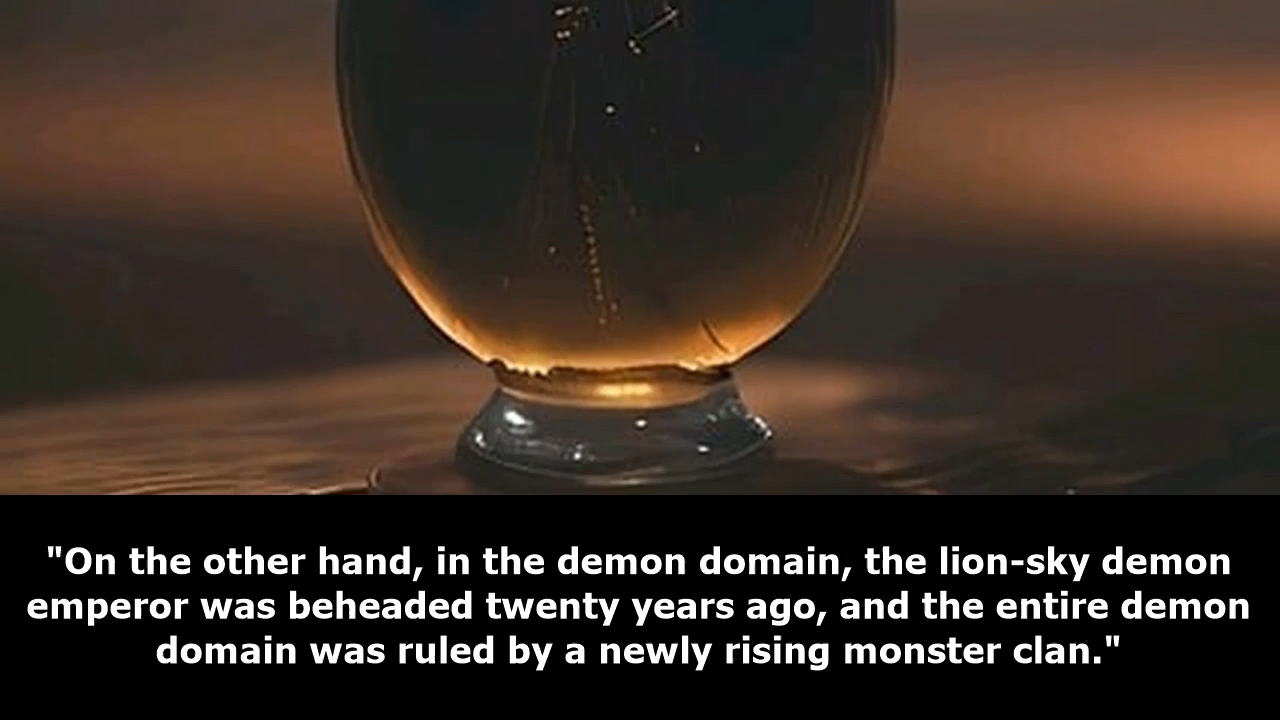 "On the other hand, in the demon domain, the lion-sky demon
emperor was beheaded twenty years ago, and the entire demon
domain was ruled by a newly rising monster clan."